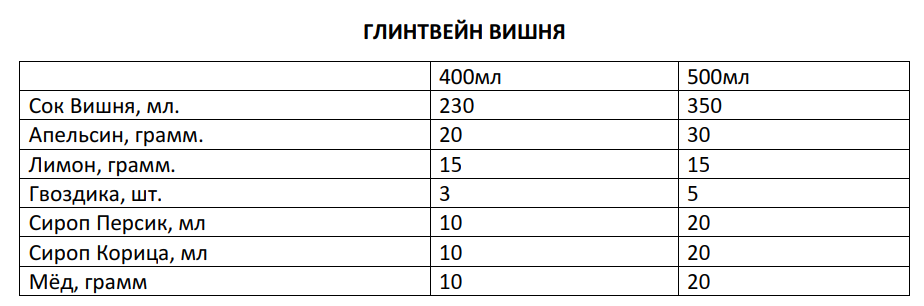 ГЛИНТВЕЙН ВИШНЯ
400мл 500мл
Сок Вишня, мл. 230 350
Апельсин, грамм. 20 30
Лимон, грамм. 15 15
Гвоздика, шт. 3 5
Сироп Персик, мл 10 20
Сироп Корица, мл 10 20
Мёд, грамм 10 20